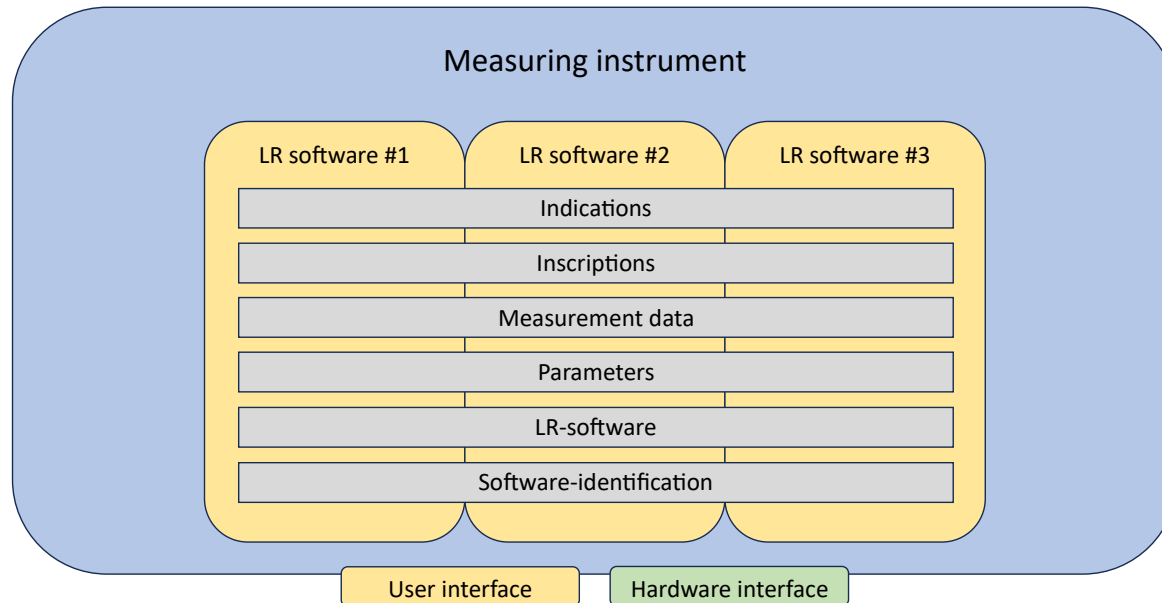 Measuring instrument
LR software #1
LR software #2
LR software #3
Indications
Inscriptions
Measurement data
Parameters
LR-software
Software-identification
User interface
Hardware interface